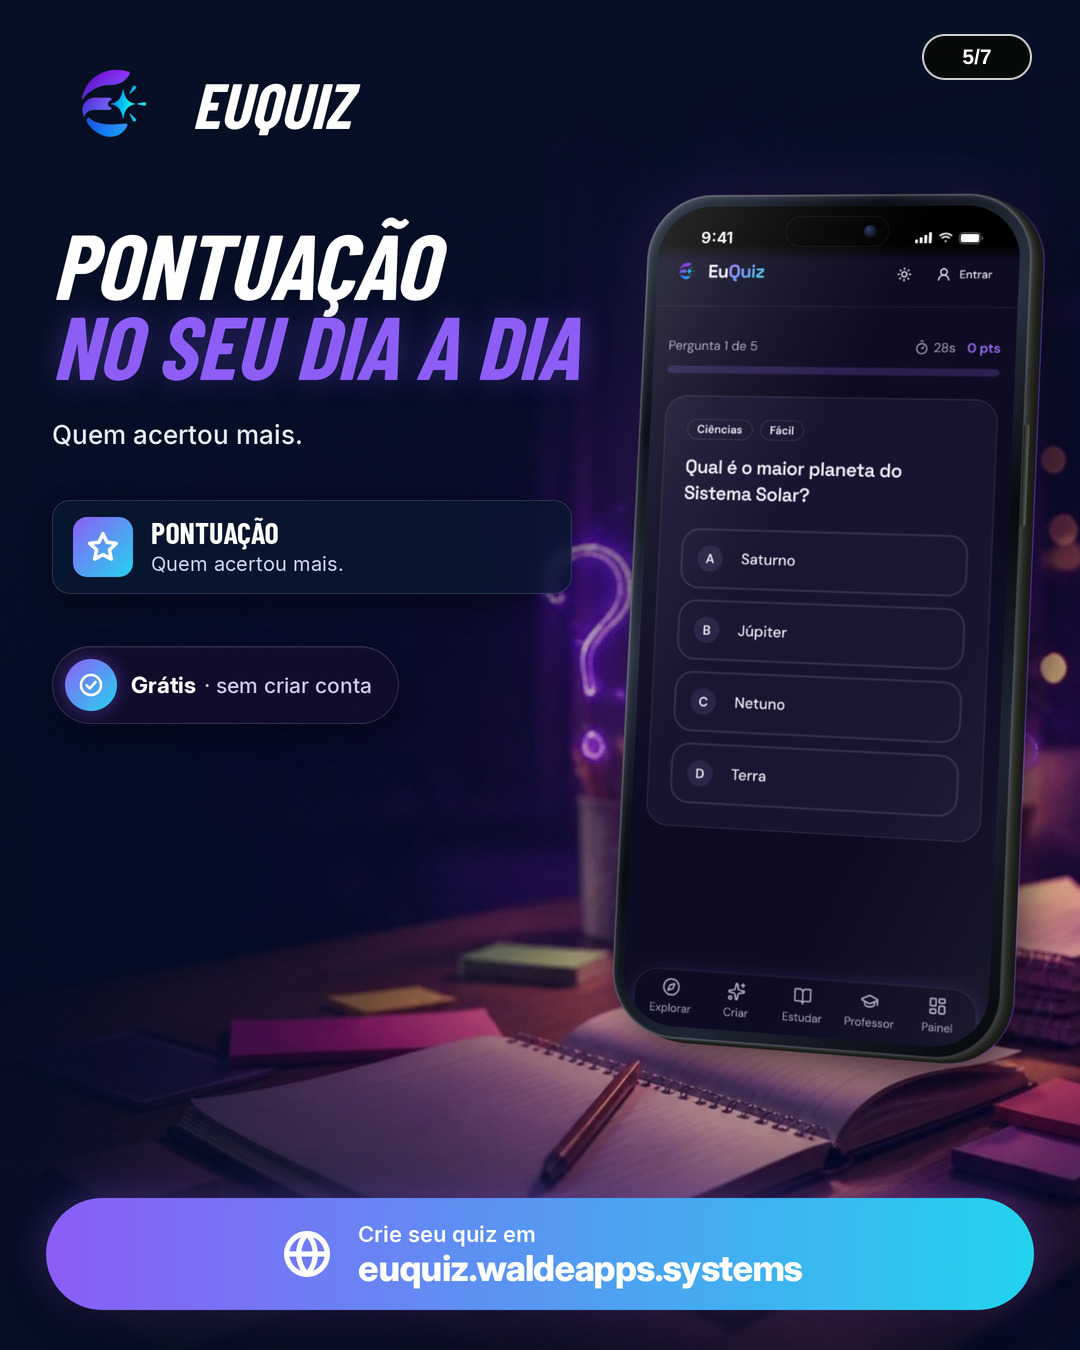 5/7
EUQUIZ
PONTUAÇÃO
NO SEU DIA A DIA
Quem acertou mais.
PONTUAÇÃO
Quem acertou mais.
Grátis · sem criar conta
9:41
EuQuiz
Entrar
Pergunta 1 de 5
28s 0 pts
Ciências Fácil
Qual é o maior planeta do
Sistema Solar?
A Saturno
B Júpiter
C Netuno
D Terra
Explorar Criar Estudar Professor Painel
Crie seu quiz em
euquiz.waldeapps.systems